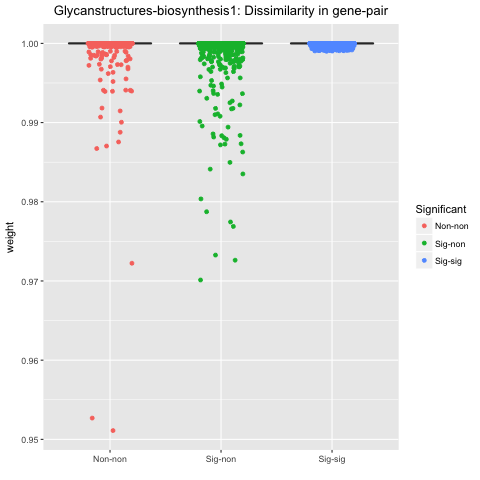 Glycanstructures-biosynthesis1: Dissimilarity in gene-pair
1.00
0.99
0.98
0.97
0.96
0.95
weight
Non-non
Sig-non
Sig-sig
Significant
Non-non
Sig-non
Sig-sig